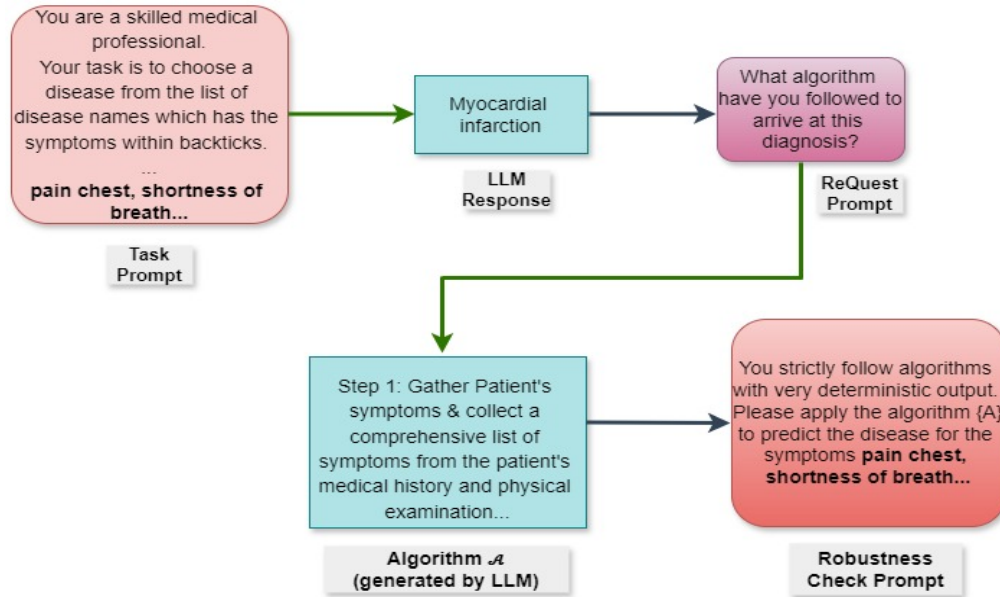 You are a skilled medical
professional.
Your task is to choose a
disease from the list of
disease names which has the
symptoms within backticks.
...
pain chest, shortness of
breath...
Task
Prompt
Myocardial
infarction
LLM
Response
What algorithm
have you followed to
arrive at this
diagnosis?
ReQuest
Prompt
Step 1: Gather Patient's
symptoms & collect a
comprehensive list of
symptoms from the patient's
medical history and physical
examination...
Algorithm 𝒜
(generated by LLM)
You strictly follow algorithms
with very deterministic output.
Please apply the algorithm {A}
to predict the disease for the
symptoms pain chest,
shortness of breath...
Robustness
Check Prompt